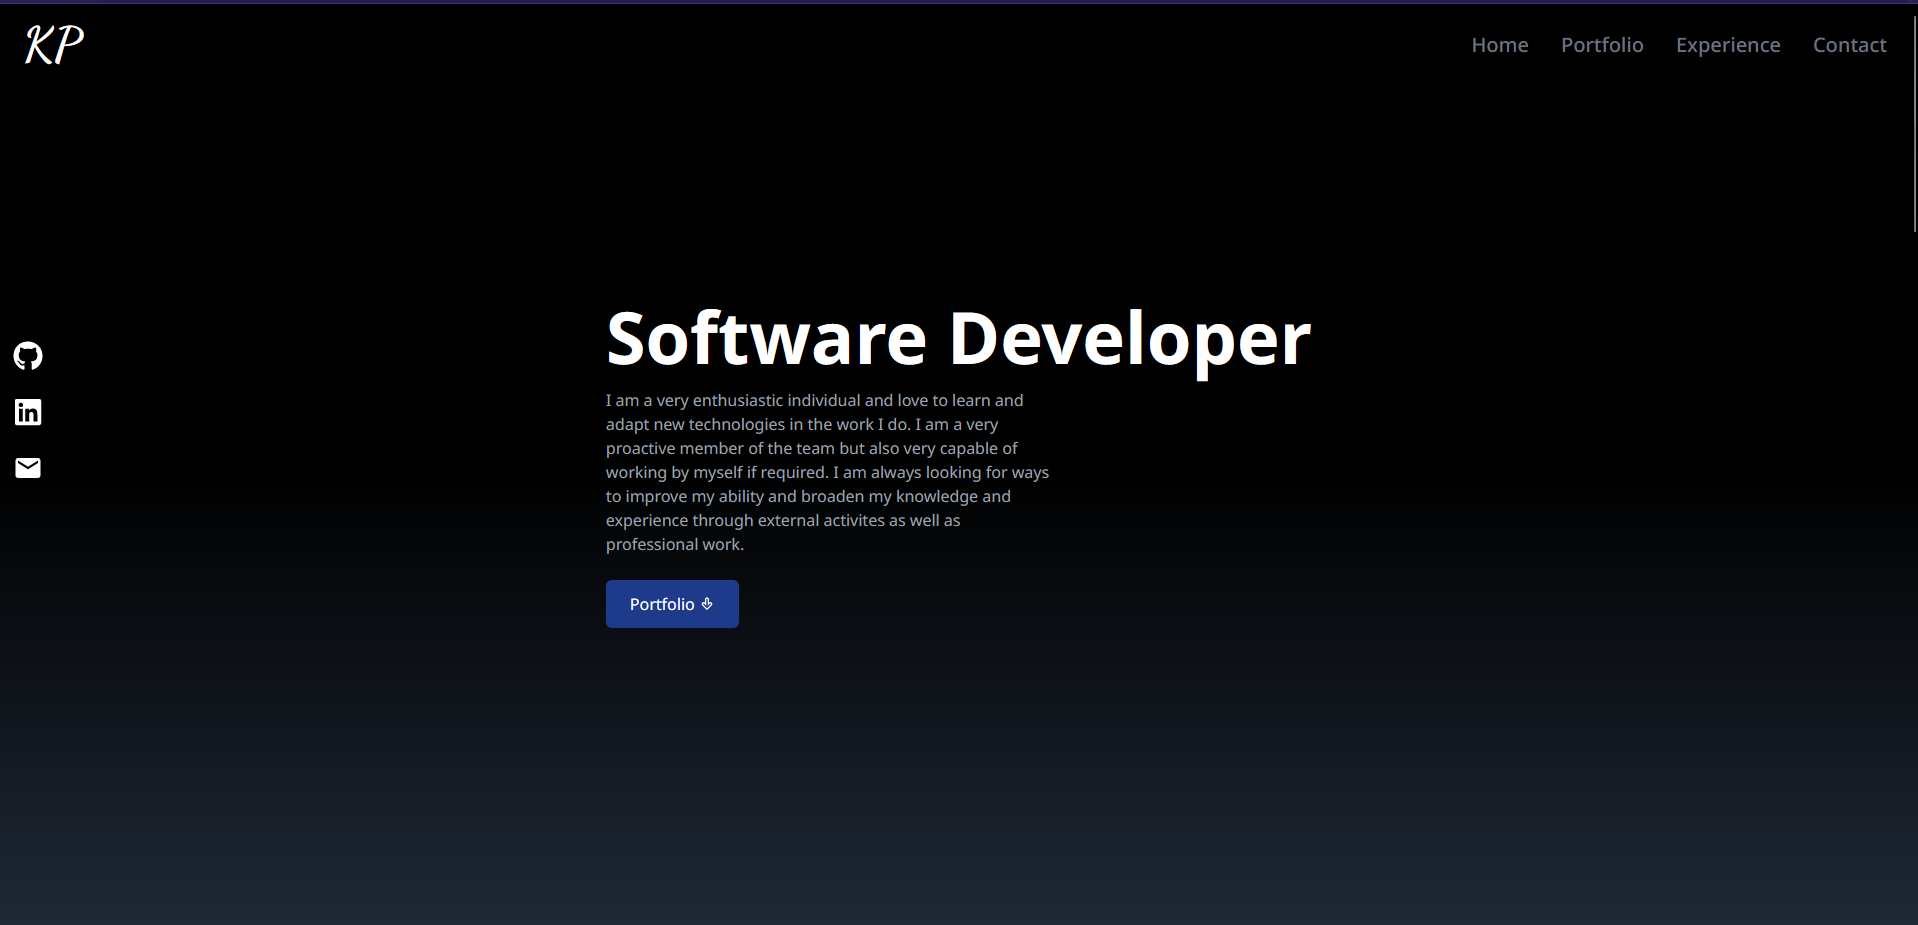 KP
Home Portfolio Experience Contact
Software Developer
I am a very enthusiastic individual and love to learn and
adapt new technologies in the work I do. I am a very
proactive member of the team but also very capable of
working by myself if required. I am always looking for ways
to improve my ability and broaden my knowledge and
experience through external activites as well as
professional work.
in
Portfolio